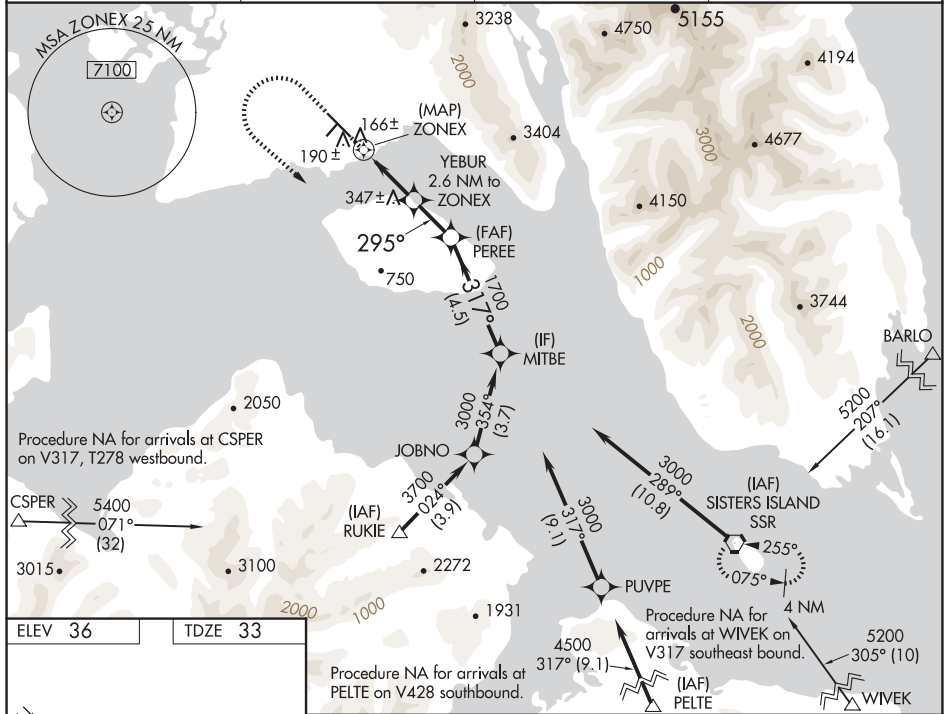 MSA ZONEX 25 NM
7100
3238
4750
5155
4194
2000
3404
3000
4677
4150
(MAP)
ZONEX
166±
190 ±
YEBUR
2.6 NM to
ZONEX
347±
295°
(FAF)
PEREE
750
1700
317°
(4.5)
1000
3744
2000
(IF)
MITBE
BARLO
5200
207°
(16.1)
2050
3000
354°
(3.7)
Procedure NA for arrivals at CSPER
on V317, T278 westbound.
JOBNO
3700
024°
(3.9)
(IAF)
RUKIE
CSPER
5400
071°
(32)
3000
289°
(10.8)
(IAF)
SISTERS ISLAND
SSR
255°
075°
4 NM
3000
317°
(9.1)
PUVPE
3015
3100
2272
2000
1000
1931
Procedure NA for
arrivals at WIVEK on
V317 southeast bound.
5200
305° (10)
WIVEK
4500
317° (9.1)
(IAF)
PELTE
Procedure NA for arrivals at
PELTE on V428 southbound.
ELEV 36
TDZE 33